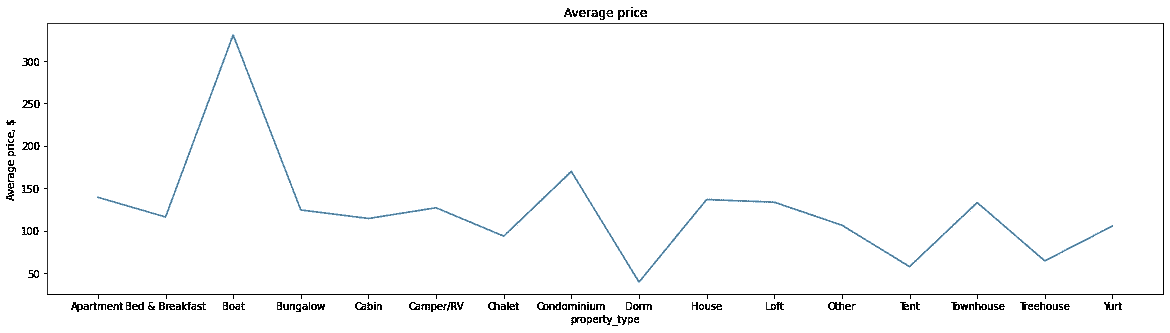 Average price
300
250
200
150
100
50
Average price, $
Apartment Bed & Breakfast Boat Bungalow Cabin Camper/RV Chalet Condominium Dorm House Loft Other Tent Townhouse Treehouse Yurt
property_type